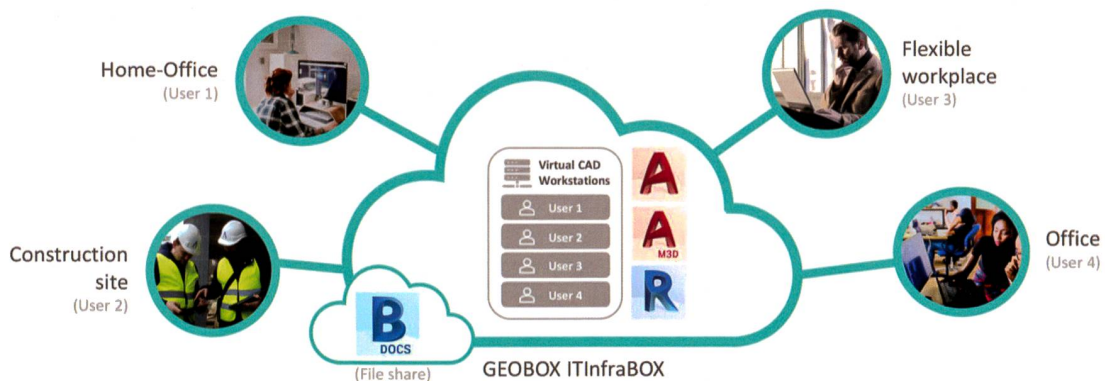 Home-Office
(User 1)
Flexible
workplace
(User 3)
Construction
site
(User 2)
Office
(User 4)
Virtual CAD
Workstations
User 1
User 2
User 3
User 4
A
A
M3D
R
B
DOCS
(File share)
GEOBOX ITInfraBOX